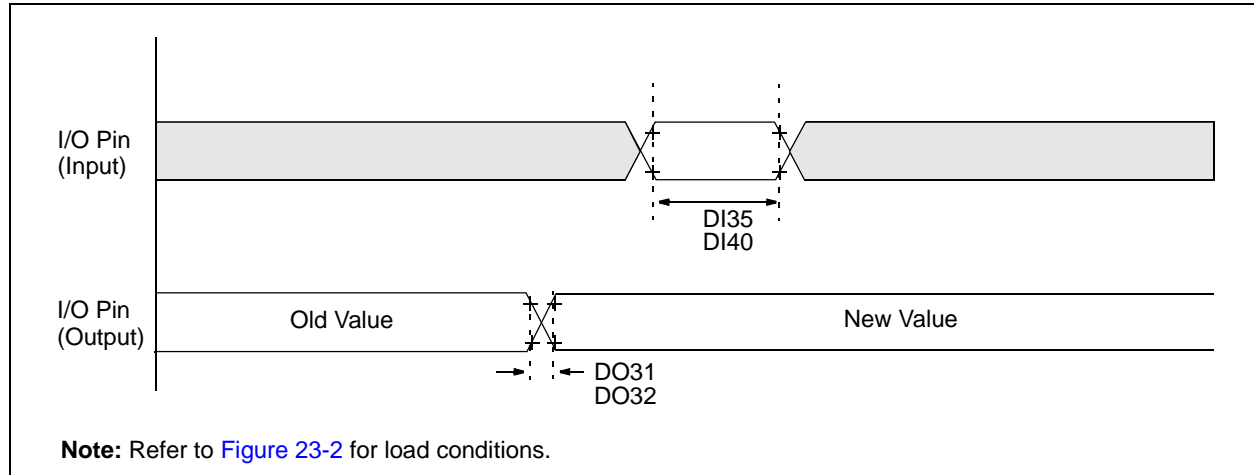 I/O Pin
(Input)
DI35
DI40
I/O Pin
(Output)
Old Value
New Value
DO31
DO32
Note: Refer to Figure 23-2 for load conditions.